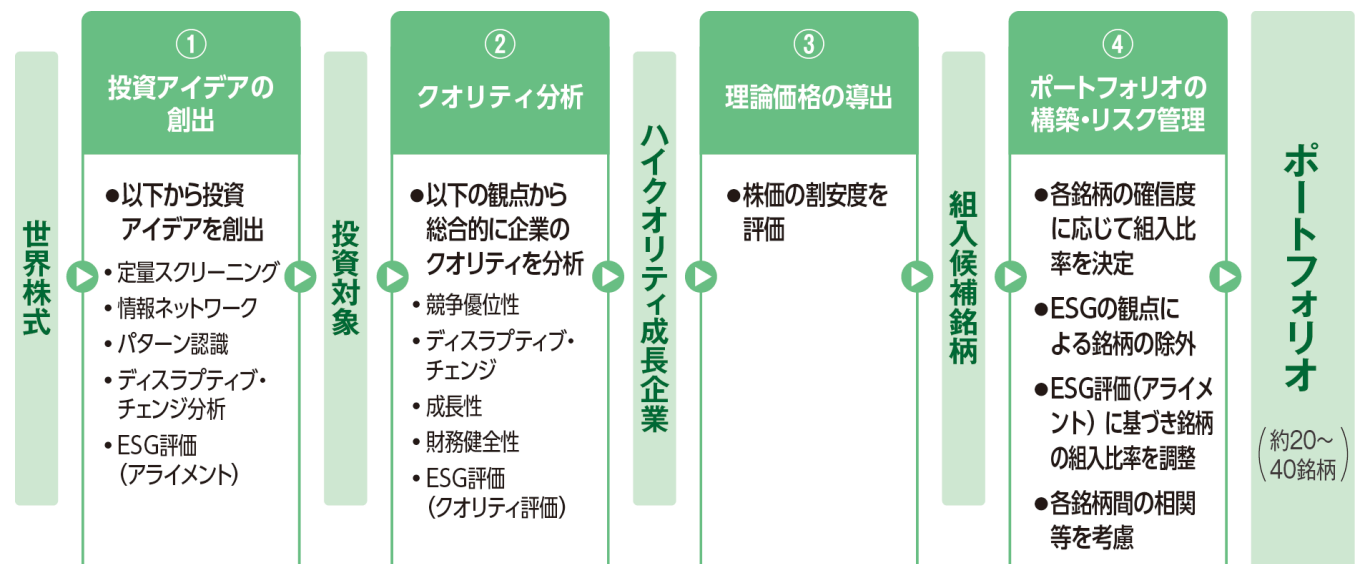 世界株式
①
投資アイデアの
創出
●以下から投資
アイデアを創出
•定量スクリーニング
•情報ネットワーク
•パターン認識
•ディスラプティブ・
チェンジ分析
•ESG評価
（アライメント）
投資対象
②
クオリティ分析
●以下の観点から
総合的に企業の
クオリティを分析
•競争優位性
•ディスラプティブ・
チェンジ
•成長性
•財務健全性
•ESG評価
（クオリティ評価）
ハイクオリティ成長企業
③
理論価格の導出
●株価の割安度を
評価
組入候補銘柄
④
ポートフォリオの
構築・リスク管理
●各銘柄の確信度
に応じて組入比
率を決定
●ESGの観点に
よる銘柄の除外
●ESG評価（アライメ
ント）に基づき銘柄
の組入比率を調整
●各銘柄間の相関
等を考慮
ポートフォリオ
（約20～
40銘柄）